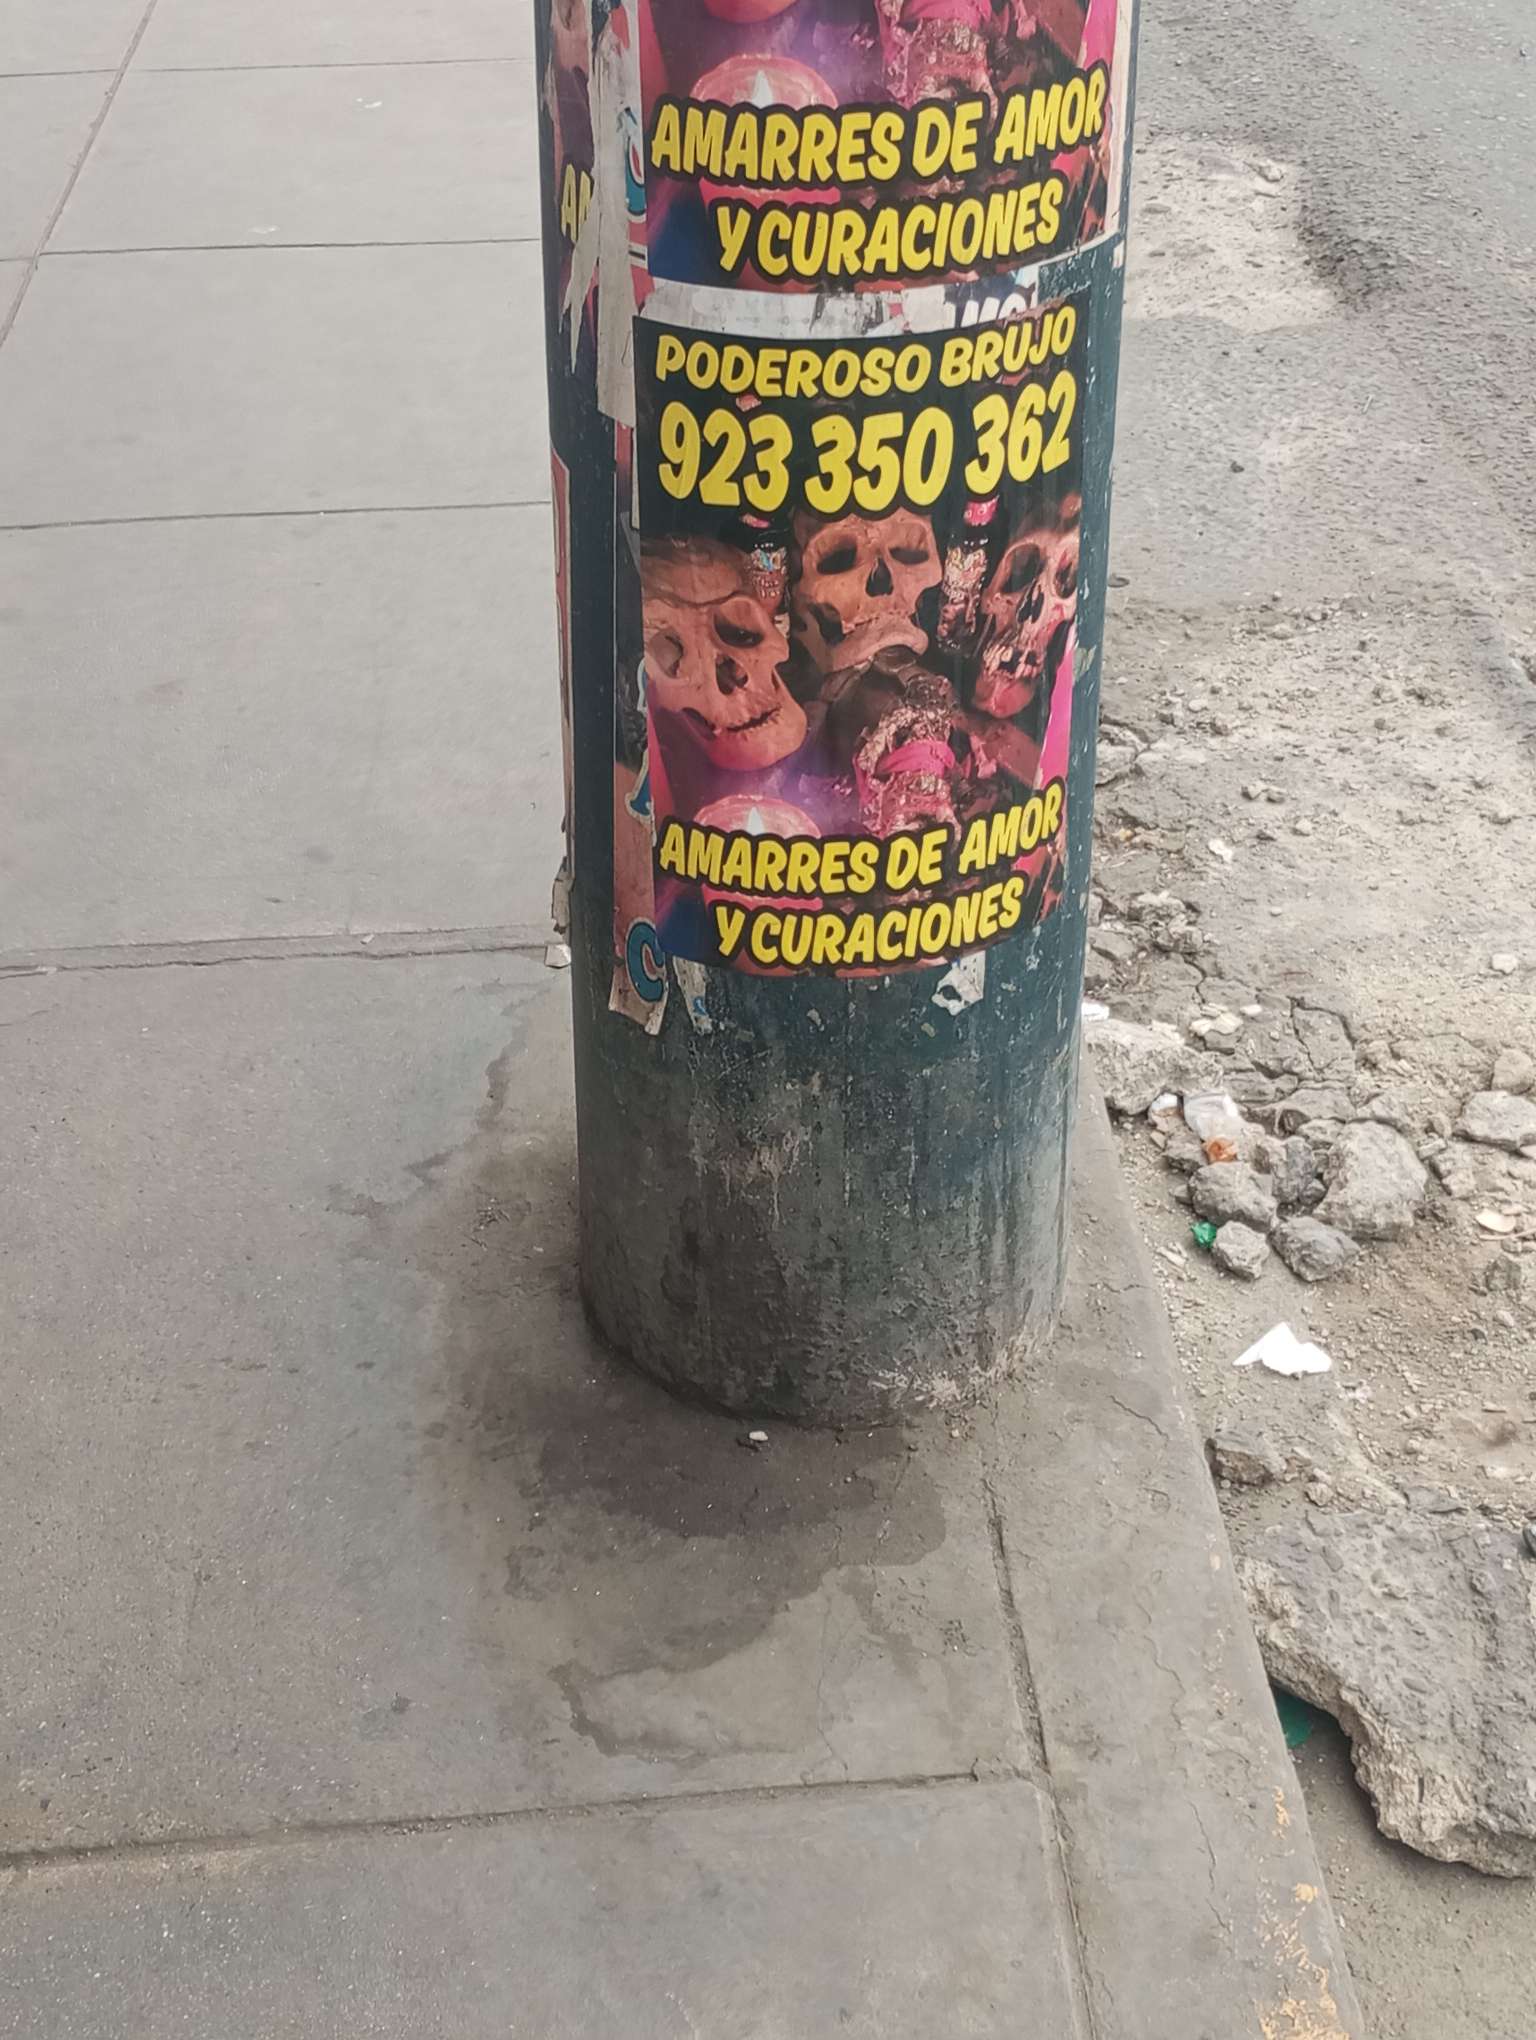 AMARRES DE AMOR
Y CURACIONES
PODEROSO BRUJO
923 350 362
AMARRES DE AMOR
Y CURACIONES